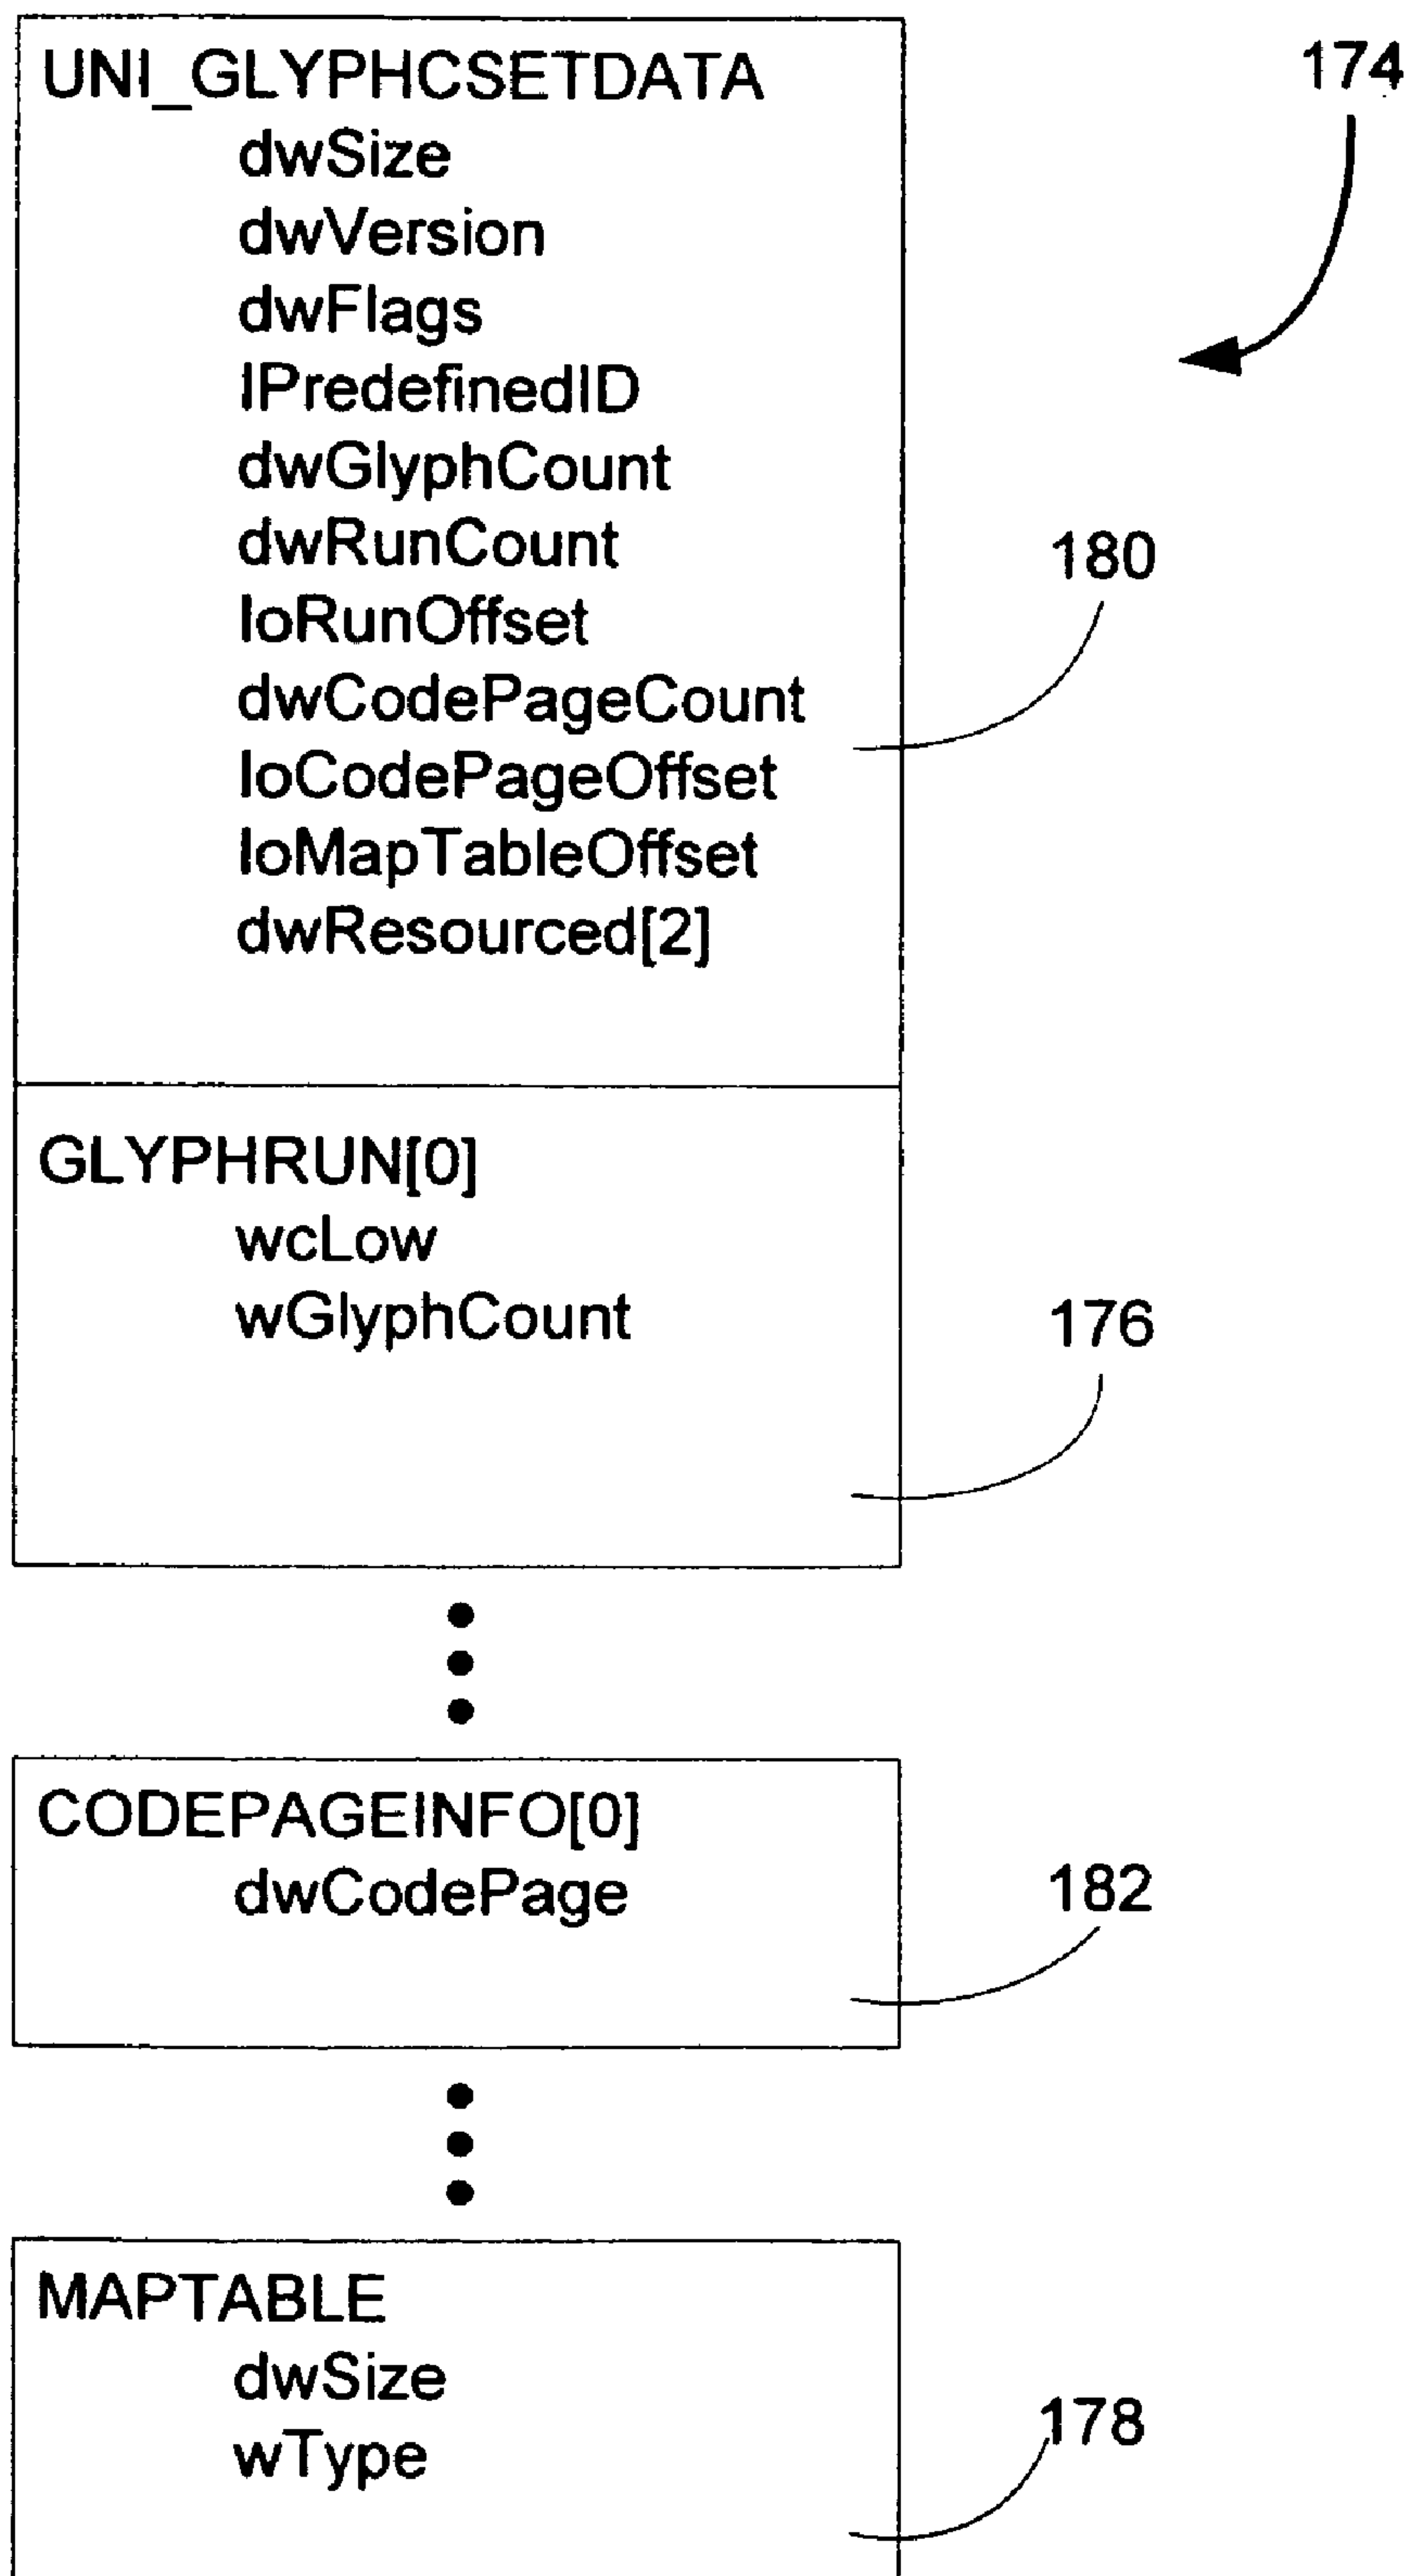 UNI_GLYPHCSETDATA
dwSize
dwVersion
dwFlags
lPredefinedID
dwGlyphCount
dwRunCount
loRunOffset
dwCodePageCount
loCodePageOffset
loMapTableOffset
dwResourced[2]
174
180
GLYPHRUN[0]
wcLow
wGlyphCount
176
CODEPAGEINFO[0]
dwCodePage
182
MAPTABLE
dwSize
wType
178